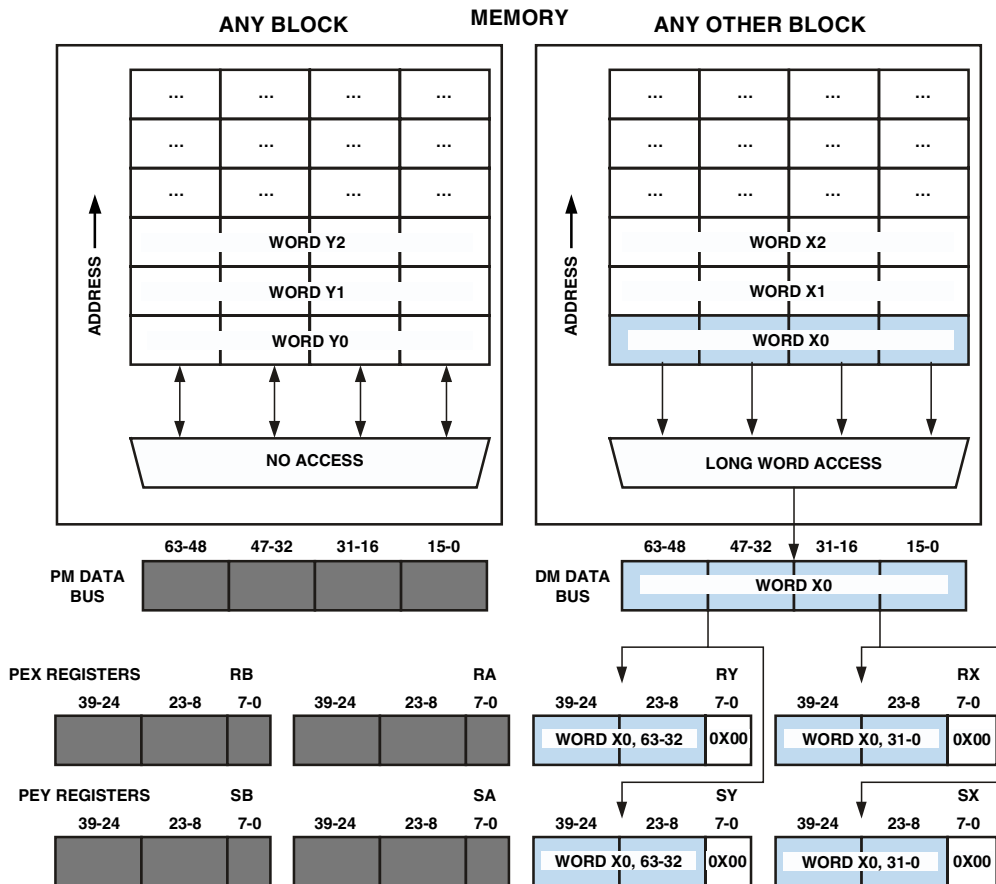 MEMORY
ANY BLOCK ANY OTHER BLOCK
... ... ... ... ... ... ... ...
... ... ... ... ... ... ... ...
... ... ... ... ... ... ... ...
ADDRESS ADDRESS
WORD Y2 WORD X2
WORD Y1 WORD X1
WORD Y0 WORD X0
NO ACCESS LONG WORD ACCESS
63-48 47-32 31-16 15-0 63-48 47-32 31-16 15-0
PM DATA BUS DM DATA BUS WORD X0
PEX REGISTERS RB RA RY RX
39-24 23-8 7-0 39-24 23-8 7-0 39-24 23-8 7-0 39-24 23-8 7-0
WORD X0, 63-32 0X00 WORD X0, 31-0 0X00
PEY REGISTERS SB SA SY SX
39-24 23-8 7-0 39-24 23-8 7-0 39-24 23-8 7-0 39-24 23-8 7-0
WORD X0, 63-32 0X00 WORD X0, 31-0 0X00